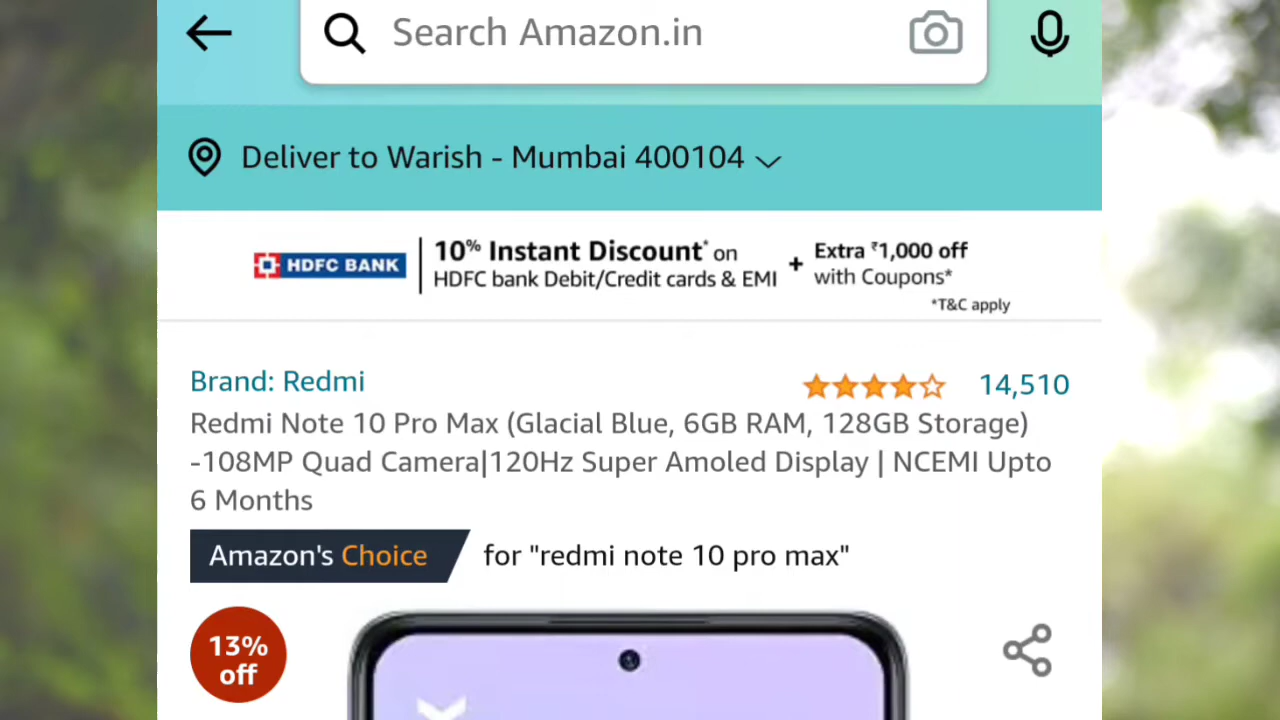 Search Amazon.in
Deliver to Warish - Mumbai 400104
HDFC BANK
10% Instant Discount* on
HDFC bank Debit/Credit cards & EMI
+
Extra ₹1,000 off
with Coupons*
*T&C apply
Brand: Redmi
14,510
Redmi Note 10 Pro Max (Glacial Blue, 6GB RAM, 128GB Storage)
-108MP Quad Camera|120Hz Super Amoled Display | NCEMI Upto
6 Months
Amazon's Choice for "redmi note 10 pro max"
13%
off